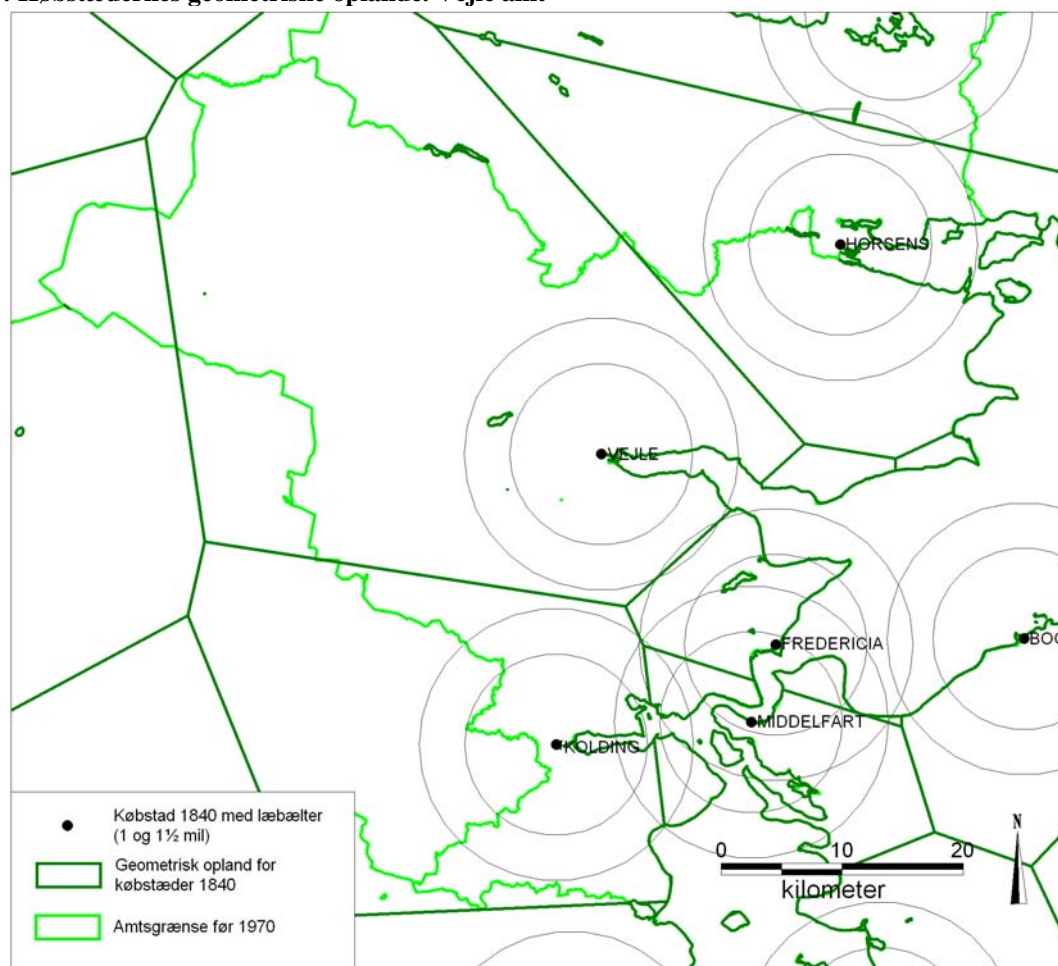 HORSENS
VEJLE
FREDERICIA
MIDDELFART
KOLDING
Købstad 1840 med læbælter
(1 og 1½ mil)
Geometrisk opland for
købstæder 1840
Amtsgrænse før 1970
N
0 10 20
kilometer